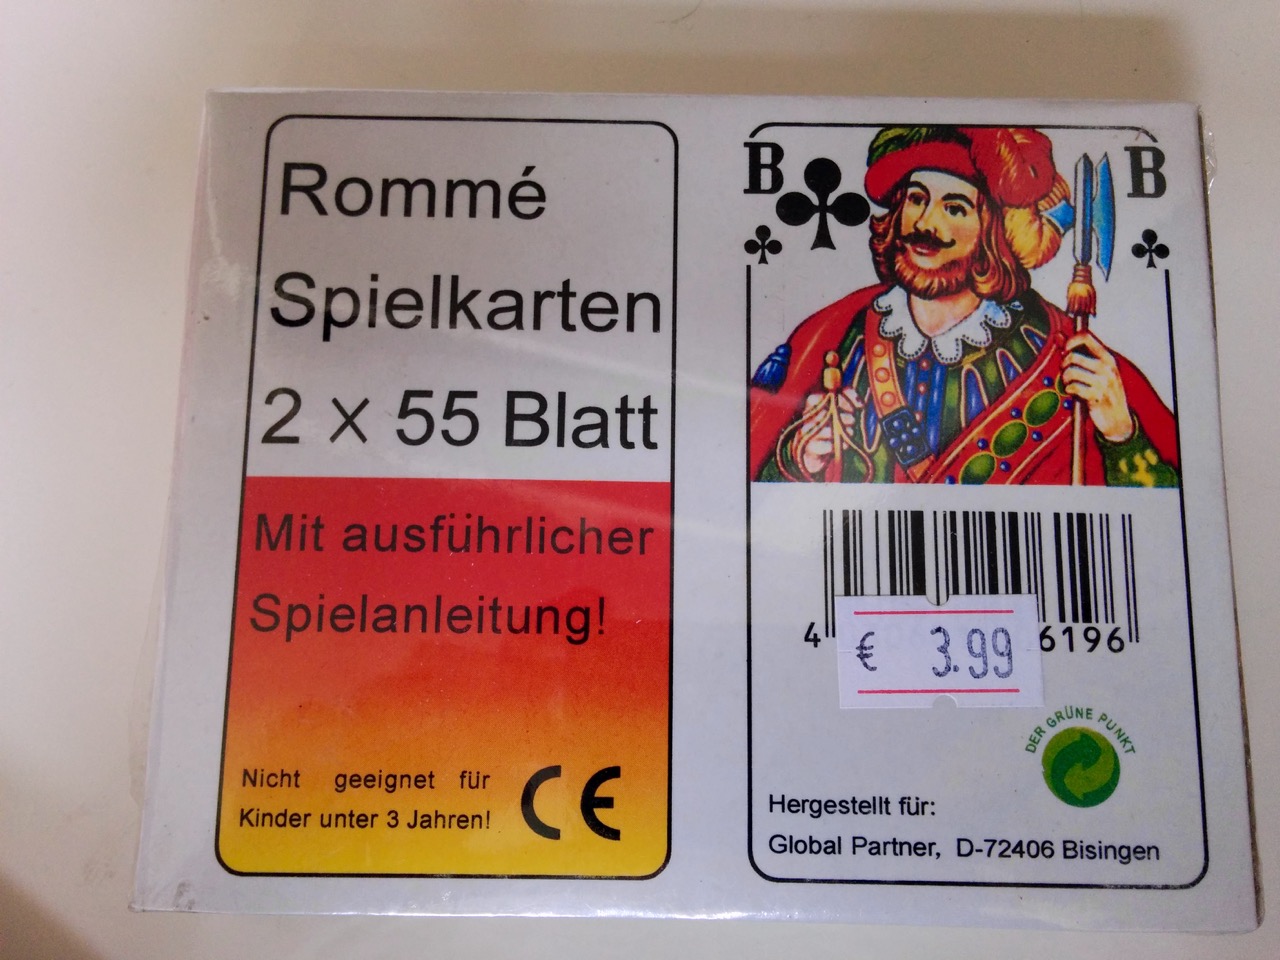 Rommé
Spielkarten
2 x 55 Blatt
Mit ausführlicher
Spielanleitung!
Nicht geeignet für
Kinder unter 3 Jahren!
CE
B B
4 6196
€ 3.99
DER GRÜNE PUNKT
Hergestellt für:
Global Partner, D-72406 Bisingen